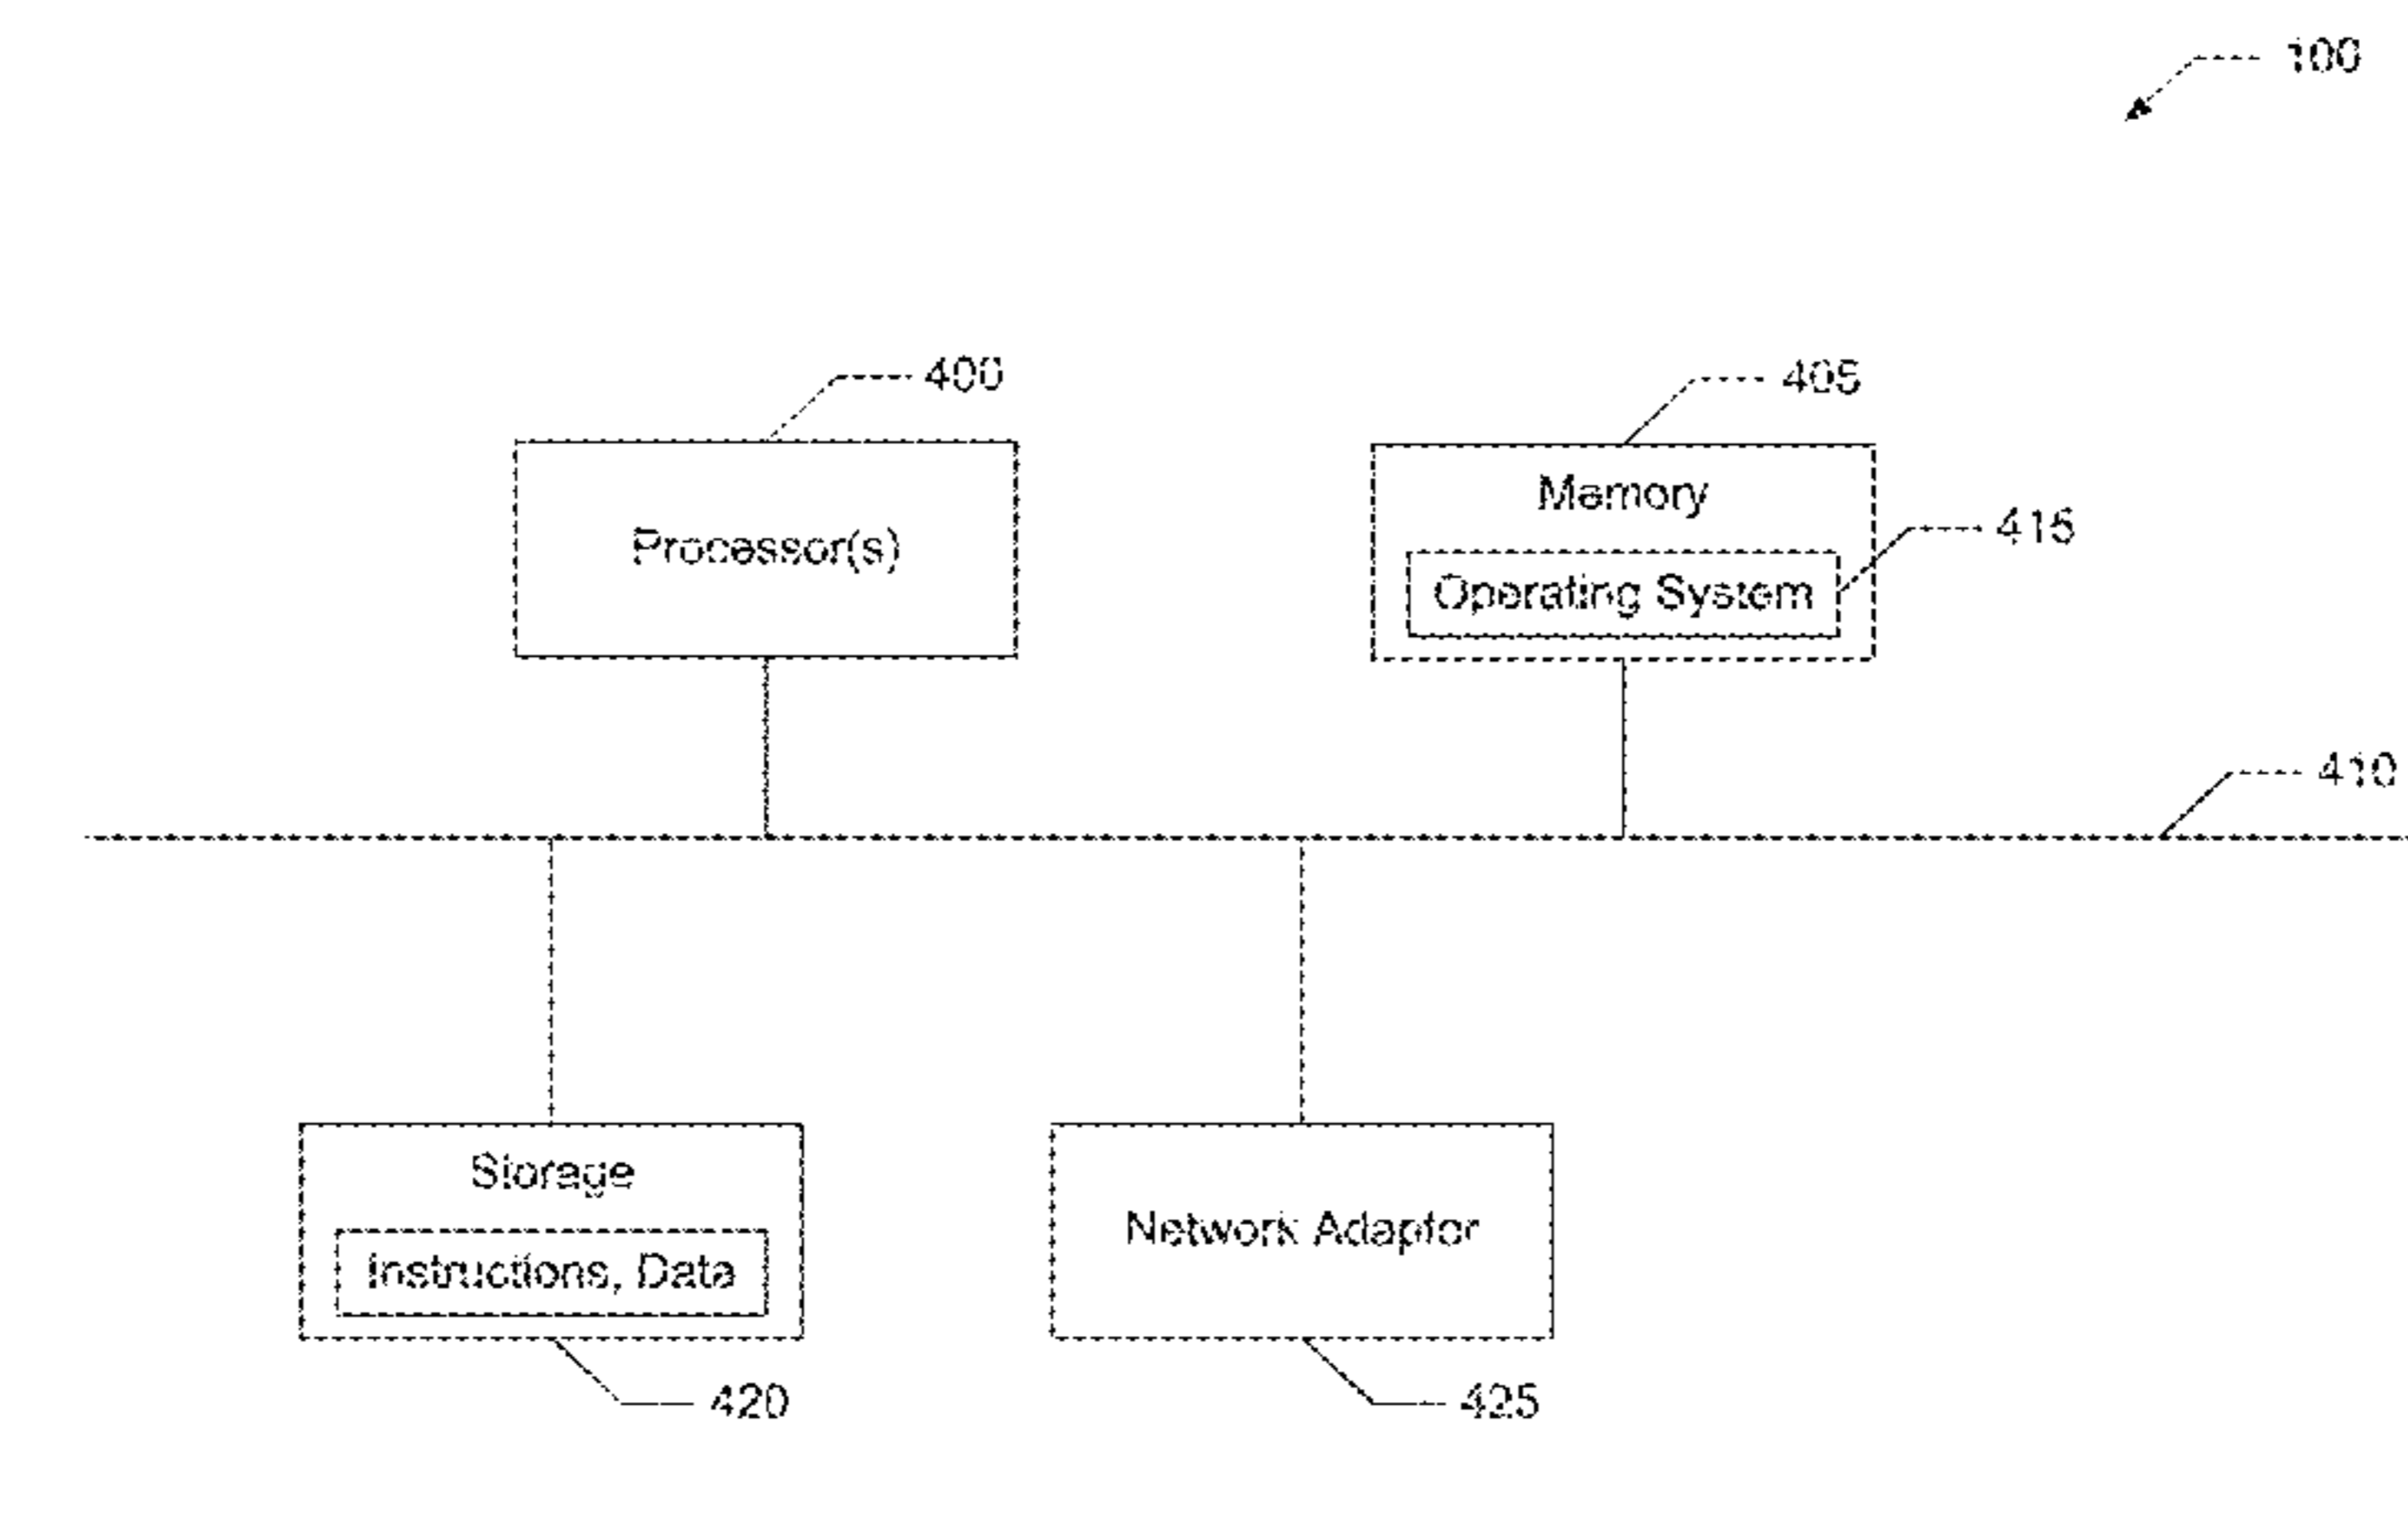 100
400
405
Processor(s)
Memory
415
Operating System
410
Storage
Instructions, Data
Network Adaptor
420
425